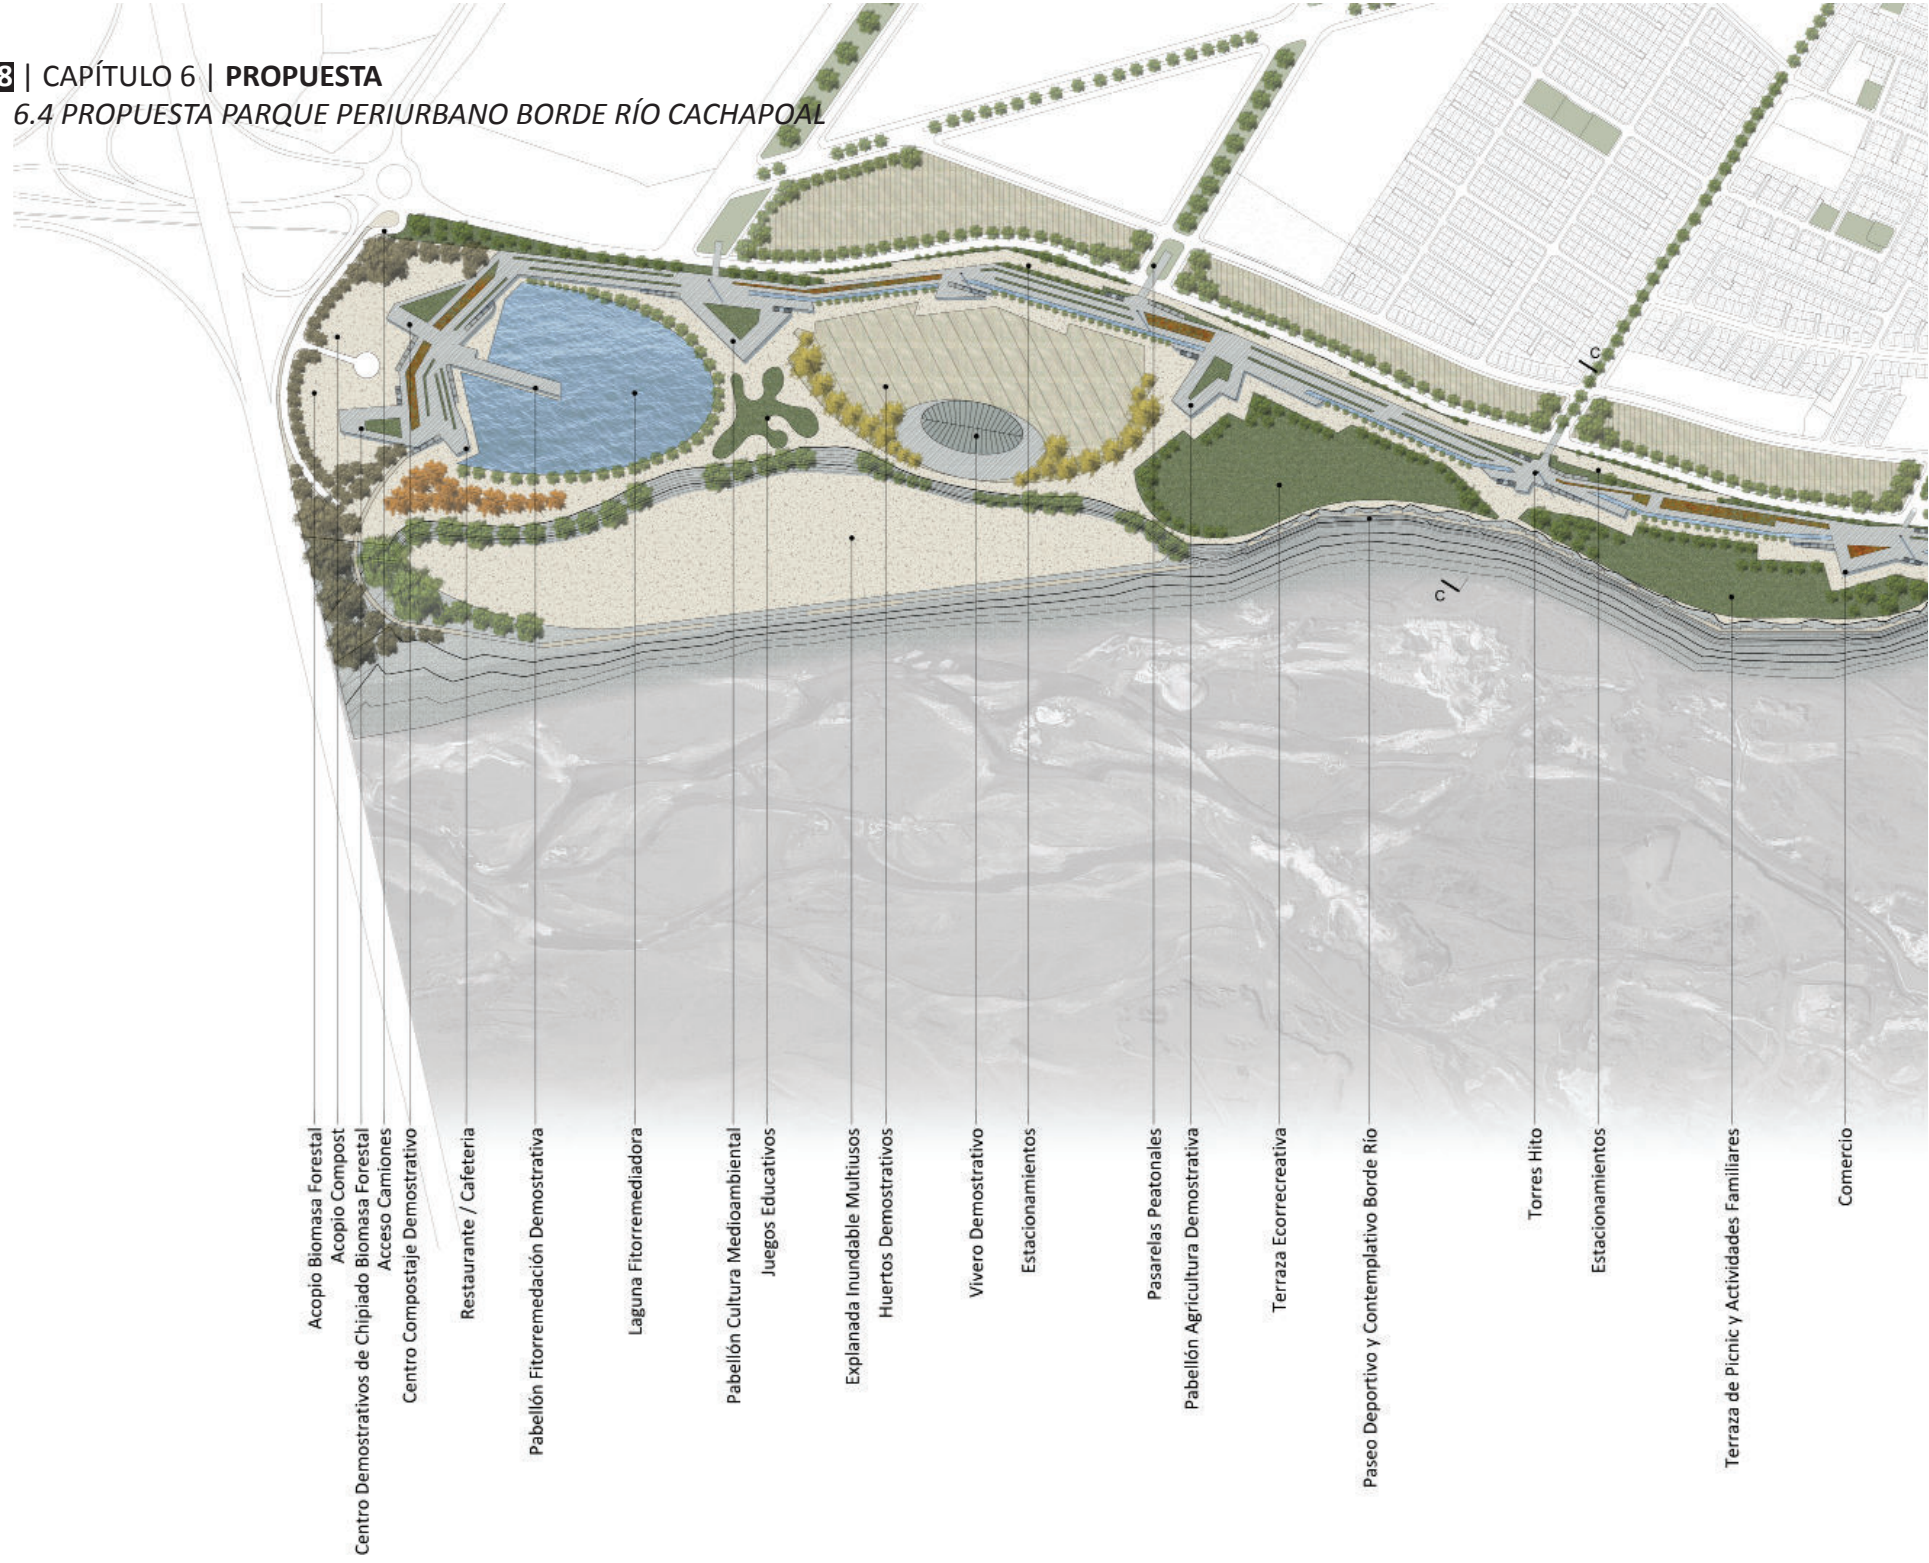 8 | CAPÍTULO 6 | PROPUESTA
6.4 PROPUESTA PARQUE PERIURBANO BORDE RÍO CACHAPOAL
C
C
Acopio Biomasa Forestal
Acopio Compost
Centro Demostrativos de Chipiado Biomasa Forestal
Acceso Camiones
Centro Compostaje Demostrativo
Restaurante / Cafeteria
Pabellón Fitorremedación Demostrativa
Laguna Fitorremediadora
Pabellón Cultura Medioambiental
Juegos Educativos
Explanada Inundable Multiusos
Huertos Demostrativos
Vivero Demostrativo
Estacionamientos
Pasarelas Peatonales
Pabellón Agricultura Demostrativa
Terraza Ecorrecreativa
Paseo Deportivo y Contemplativo Borde Río
Torres Hito
Estacionamientos
Terraza de Picnic y Actividades Familiares
Comercio